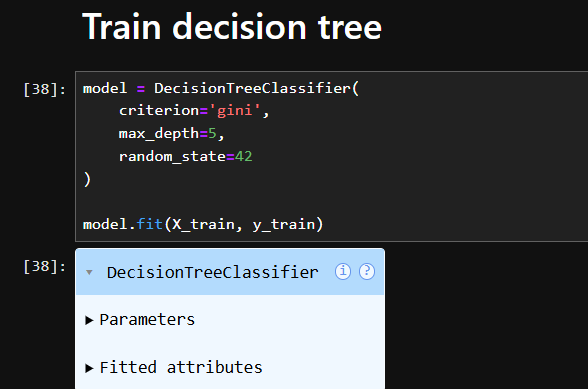 Train decision tree
[38]: model = DecisionTreeClassifier(
    criterion='gini',
    max_depth=5,
    random_state=42
)
model.fit(X_train, y_train)
[38]: ▾ DecisionTreeClassifier i ?
▸ Parameters
▸ Fitted attributes